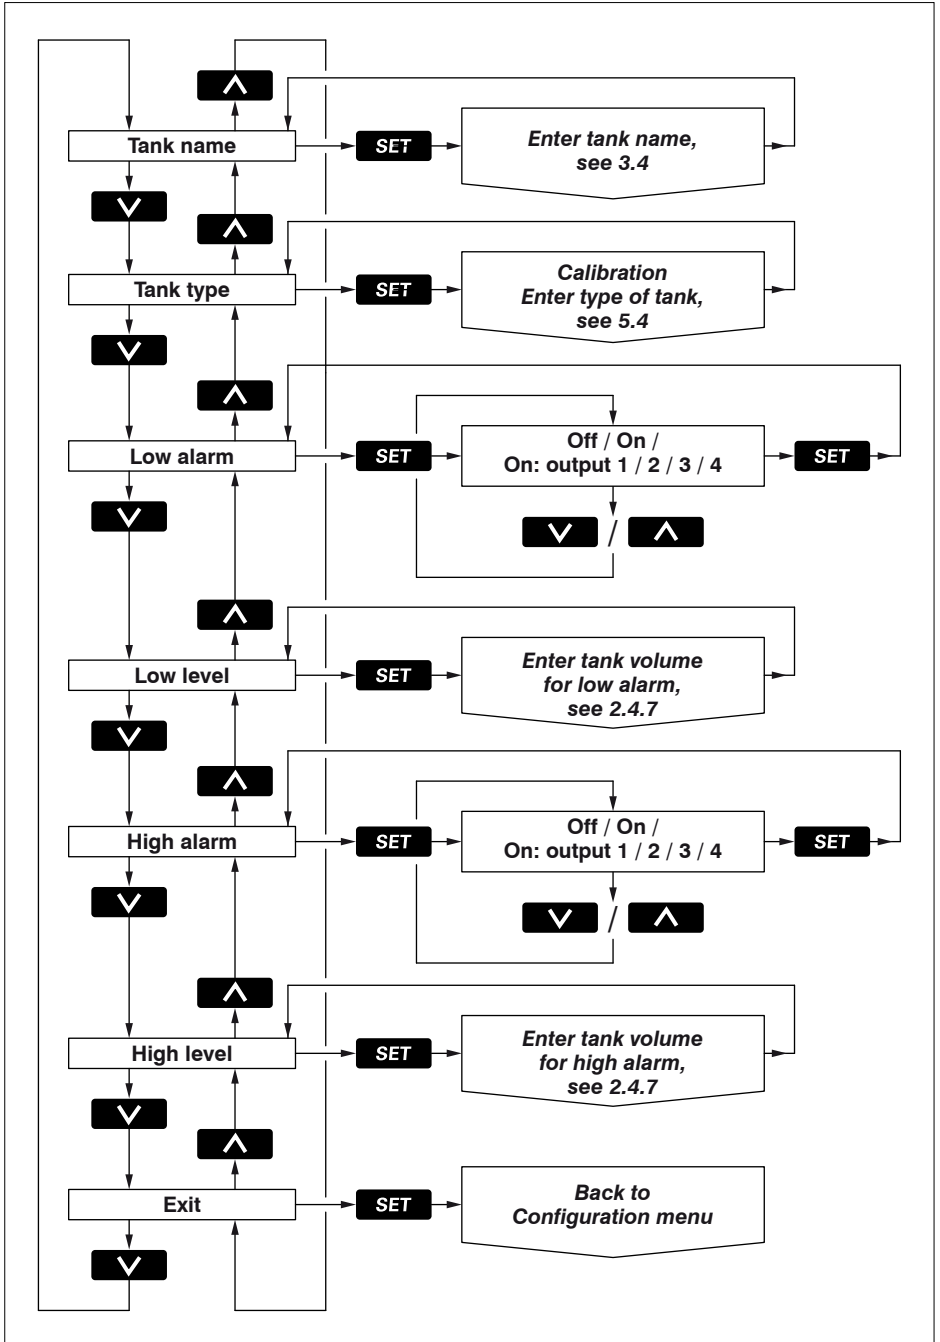 Tank name
SET
Enter tank name,
see 3.4
Tank type
SET
Calibration
Enter type of tank,
see 5.4
Low alarm
SET
Off / On /
On: output 1 / 2 / 3 / 4
SET
/
Low level
SET
Enter tank volume
for low alarm,
see 2.4.7
High alarm
SET
Off / On /
On: output 1 / 2 / 3 / 4
SET
/
High level
SET
Enter tank volume
for high alarm,
see 2.4.7
Exit
SET
Back to
Configuration menu